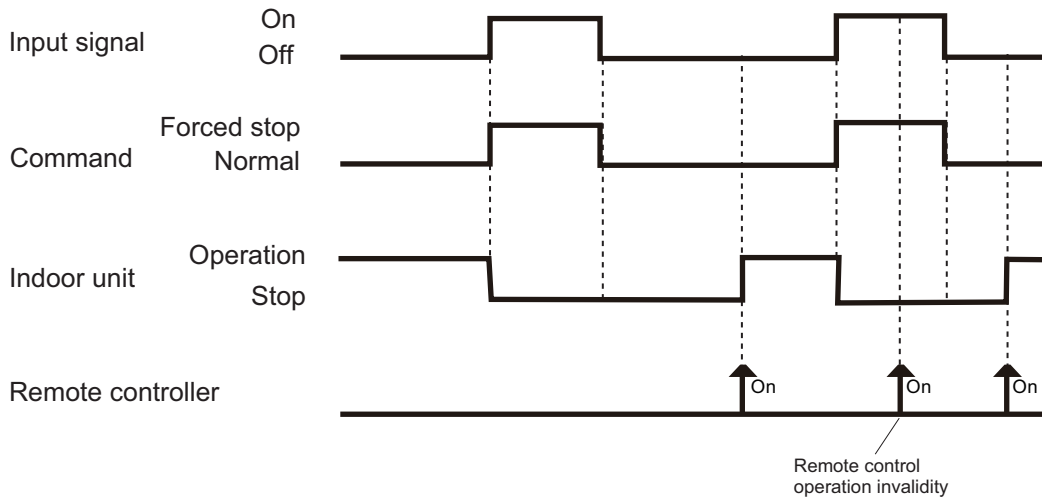 Input signal
On
Off
Command
Forced stop
Normal
Indoor unit
Operation
Stop
Remote controller
On
On
On
Remote control
operation invalidity